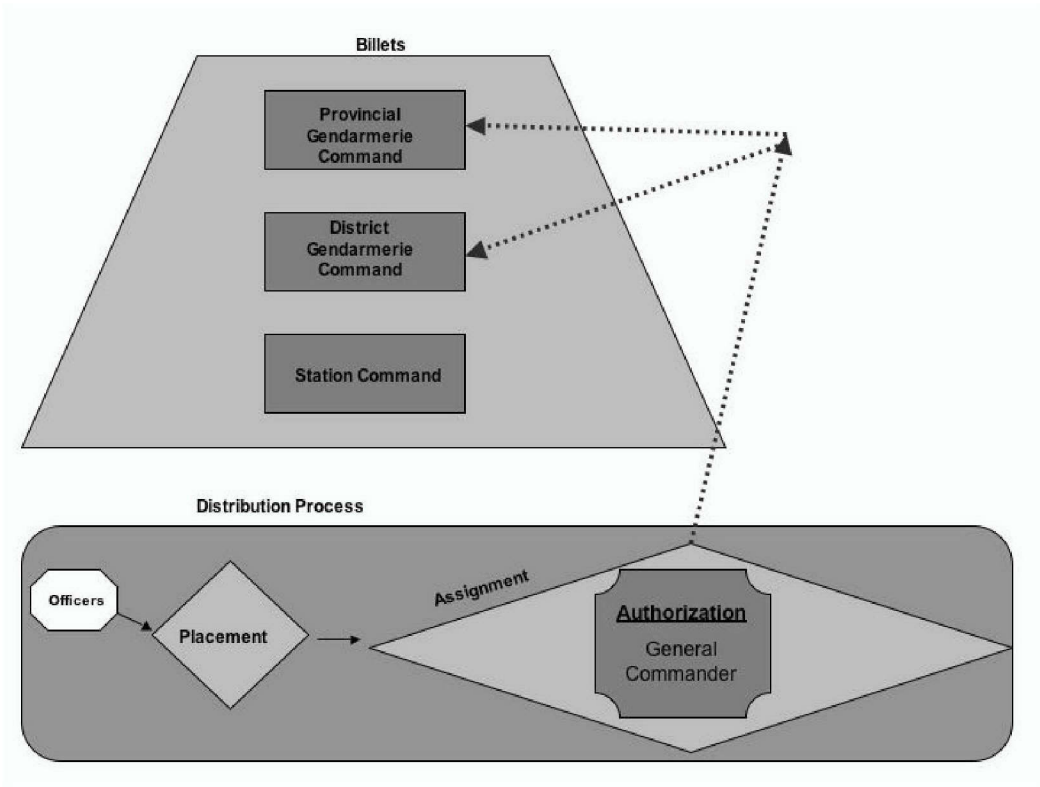 Billets
Provincial
Gendarmerie
Command
District
Gendarmerie
Command
Station Command
Distribution Process
Officers
Placement
Assignment
Authorization
General
Commander